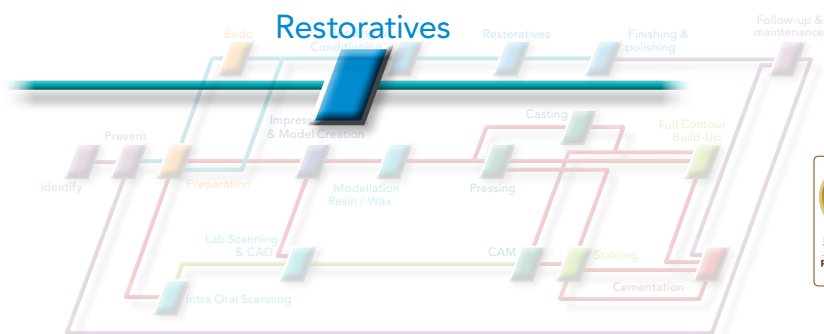 Restoratives
Follow-up &
maintenance
Endo
Conditioning
Restoratives
Finishing &
polishing
Casting
Impress
& Model Creation
Full Contour
Build-Up
Prevent
Identify
Preparation
Modellation
Resin / Wax
Pressing
Lab Scanning
& CAD
CAM
Staining
Cementation
Intra Oral Scanning